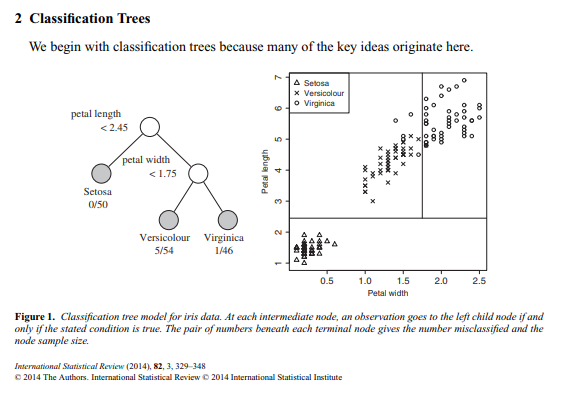 2 Classification Trees
We begin with classification trees because many of the key ideas originate here.
petal length
< 2.45
petal width
< 1.75
Setosa
0/50
Versicolour
5/54
Virginica
1/46
Setosa
Versicolour
Virginica
Petal length
7
6
5
4
3
2
1
0.5 1.0 1.5 2.0 2.5
Petal width
Figure 1. Classification tree model for iris data. At each intermediate node, an observation goes to the left child node if and
only if the stated condition is true. The pair of numbers beneath each terminal node gives the number misclassified and the
node sample size.
International Statistical Review (2014), 82, 3, 329–348
© 2014 The Authors. International Statistical Review © 2014 International Statistical Institute